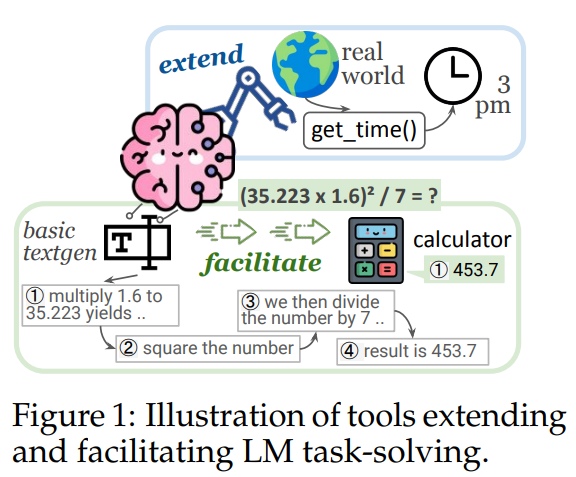 extend
real
world
get_time()
3
pm
(35.223 x 1.6)² / 7 = ?
basic
textgen
T
facilitate
calculator
① 453.7
① multiply 1.6 to
35.223 yields ..
② square the number
③ we then divide
the number by 7 ..
④ result is 453.7
Figure 1: Illustration of tools extending
and facilitating LM task-solving.